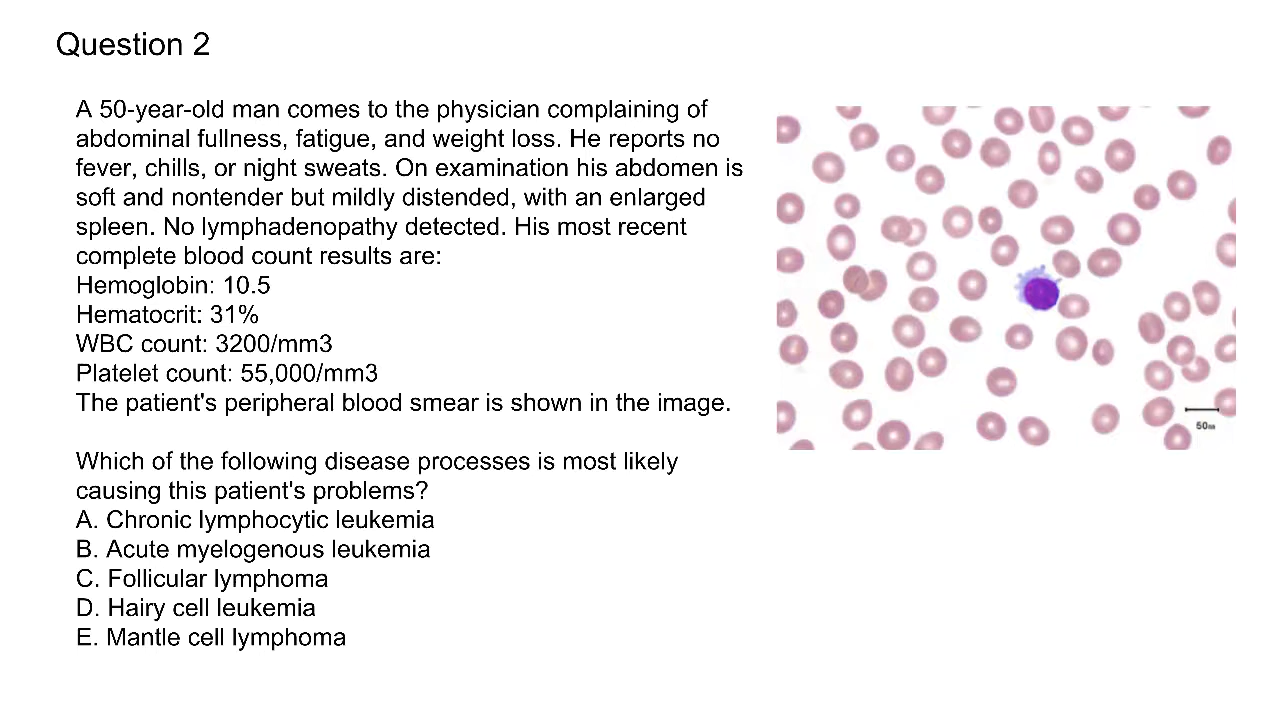 Question 2
A 50-year-old man comes to the physician complaining of
abdominal fullness, fatigue, and weight loss. He reports no
fever, chills, or night sweats. On examination his abdomen is
soft and nontender but mildly distended, with an enlarged
spleen. No lymphadenopathy detected. His most recent
complete blood count results are:
Hemoglobin: 10.5
Hematocrit: 31%
WBC count: 3200/mm3
Platelet count: 55,000/mm3
The patient's peripheral blood smear is shown in the image.
Which of the following disease processes is most likely
causing this patient's problems?
A. Chronic lymphocytic leukemia
B. Acute myelogenous leukemia
C. Follicular lymphoma
D. Hairy cell leukemia
E. Mantle cell lymphoma